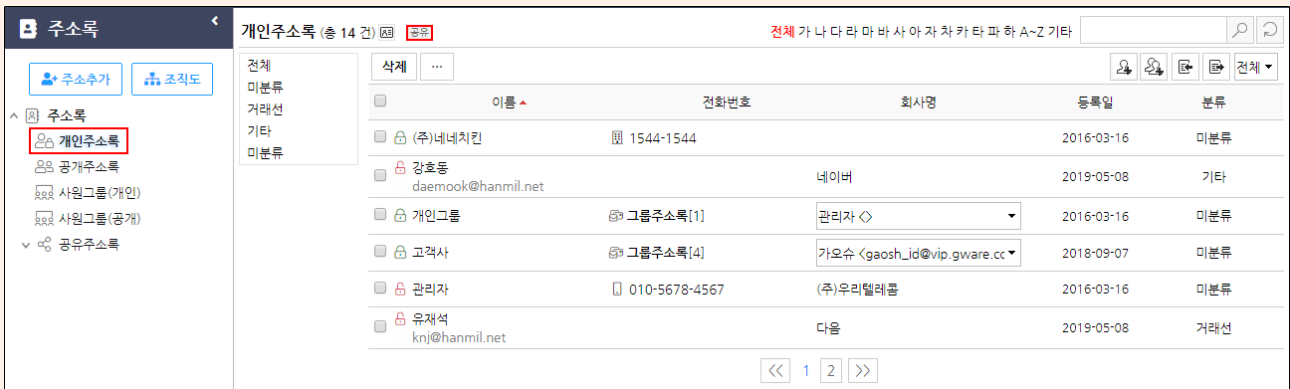 주소록
주소추가
조직도
주소록
개인주소록
공개주소록
사원그룹(개인)
사원그룹(공개)
공유주소록
개인주소록 (총 14 건) 공유
전체 가 나 다 라 마 바 사 아 자 차 카 타 파 하 A~Z 기타
전체
미분류
거래선
기타
미분류
삭제 ... 전체
이름 전화번호 회사명 등록일 분류
(주)네네치킨 1544-1544 2016-03-16 미분류
강호동
daemook@hanmil.net 네이버 2019-05-08 기타
개인그룹 그룹주소록[1] 관리자 <> 2016-03-16 미분류
고객사 그룹주소록[4] 가오슈 <gaosh_id@vip.gware.cc 2018-09-07 미분류
관리자 010-5678-4567 (주)우리텔레콤 2016-03-16 미분류
유재석
knj@hanmil.net 다음 2019-05-08 거래선
<< 1 2 >>